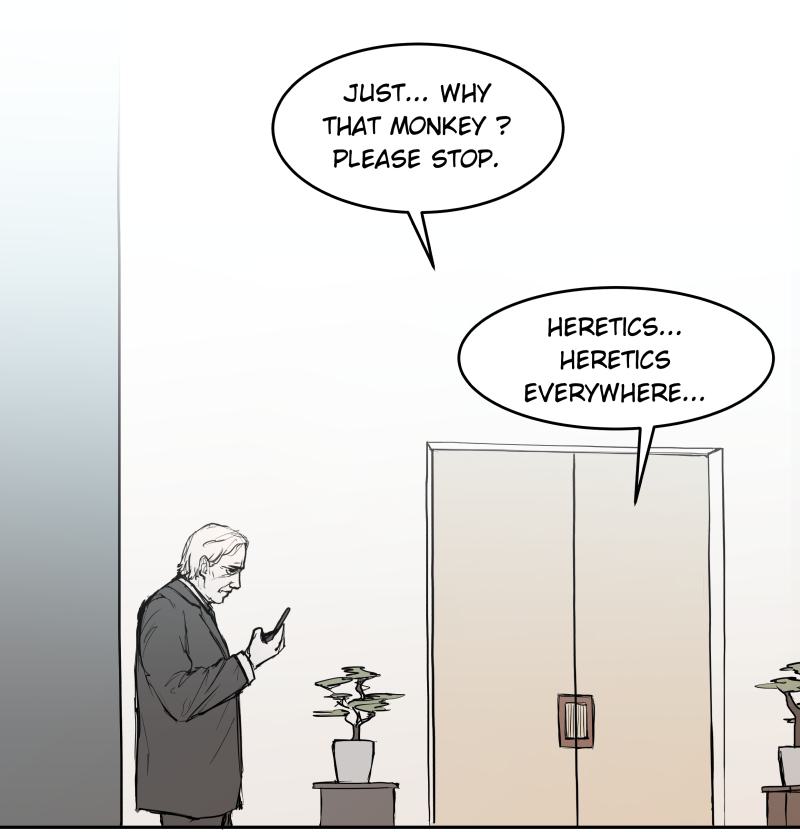 JUST... WHY
THAT MONKEY ?
PLEASE STOP.
HERETICS...
HERETICS
EVERYWHERE...